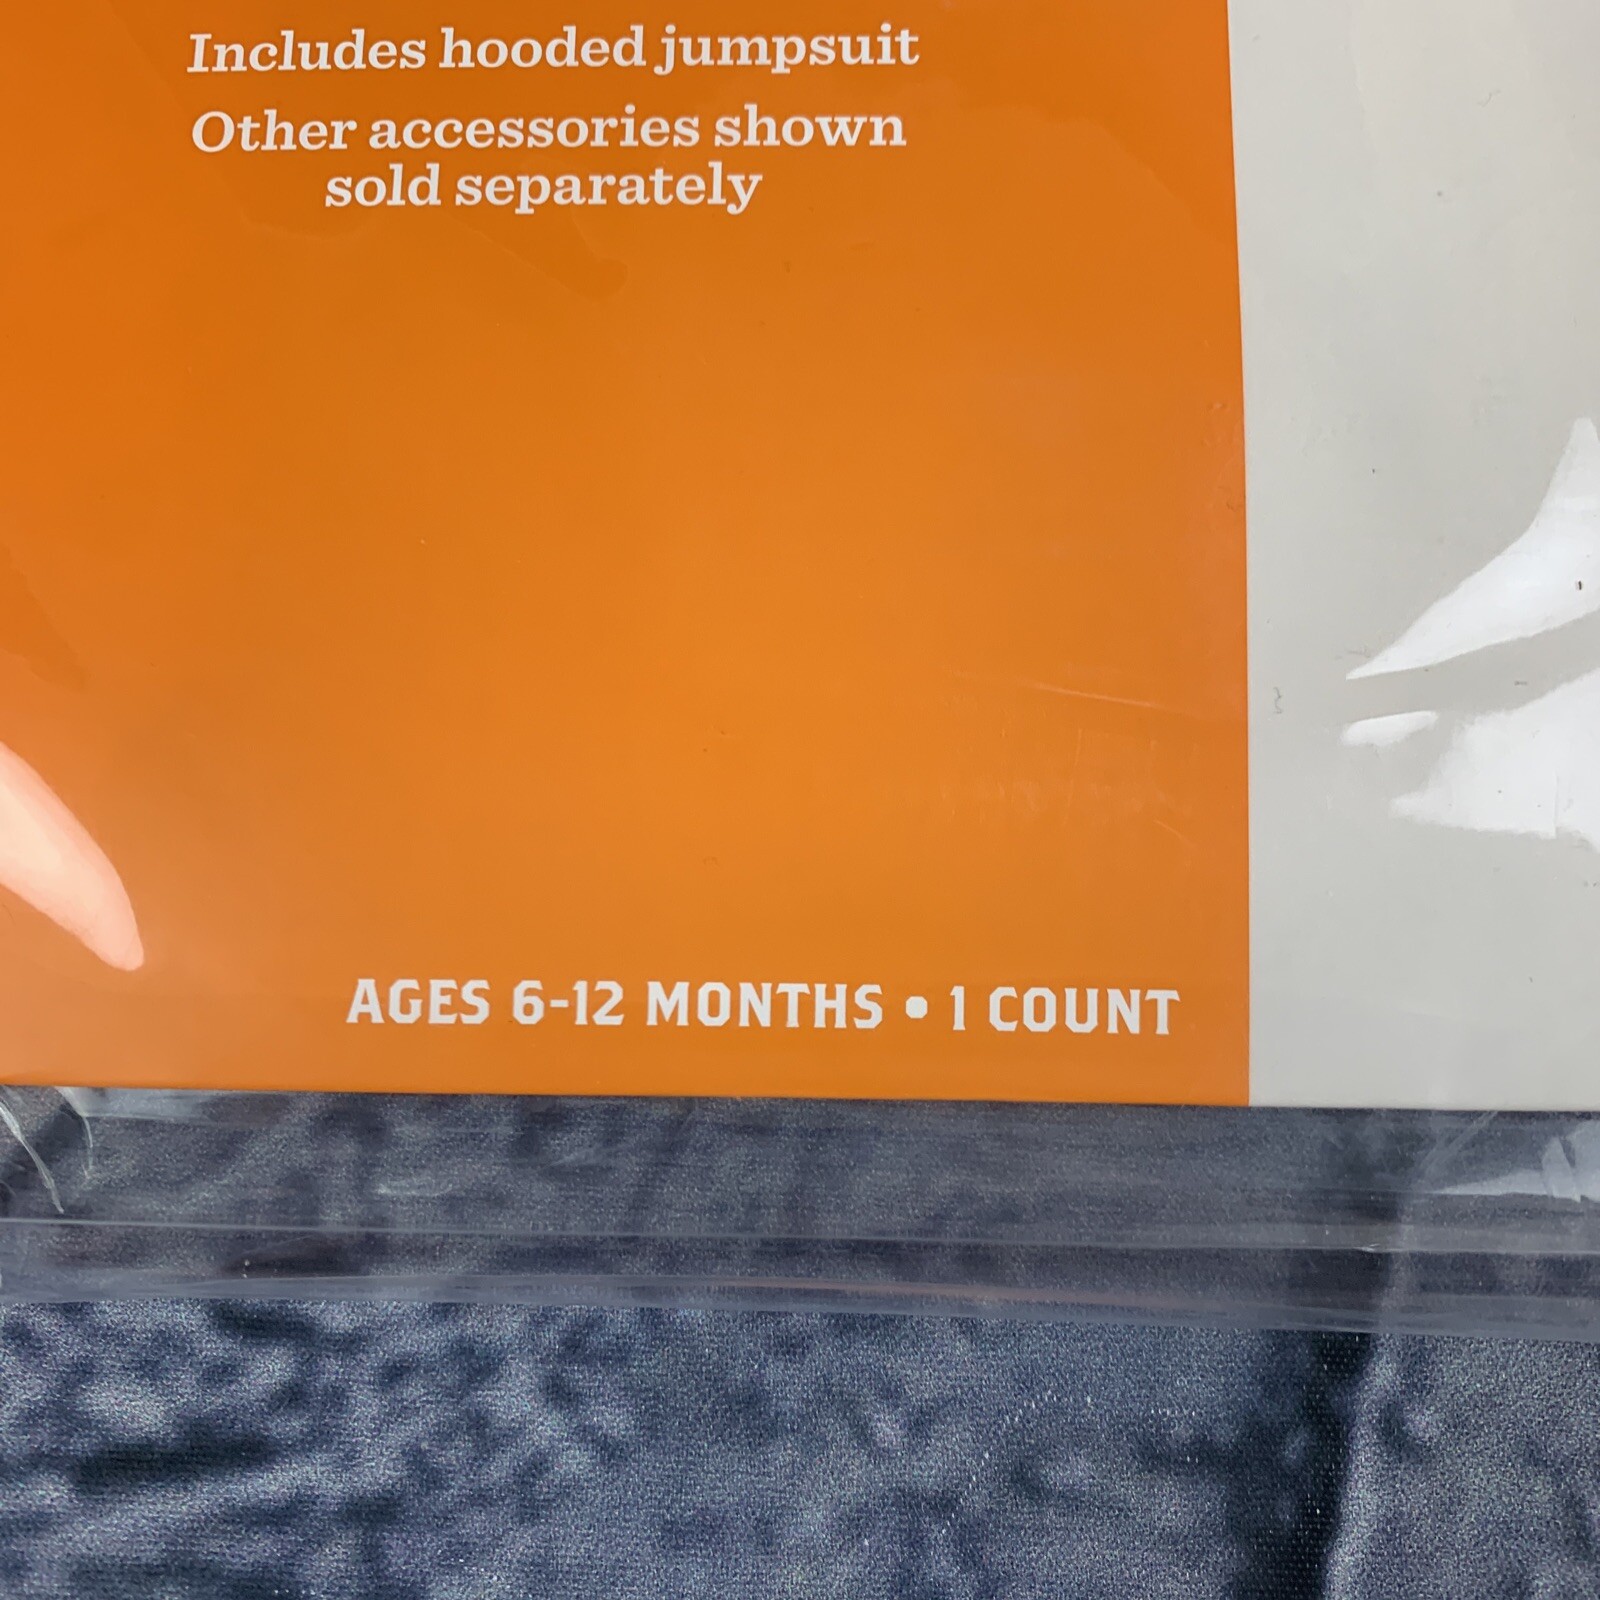 Includes hooded jumpsuit
Other accessories shown
sold separately
AGES 6-12 MONTHS • 1 COUNT